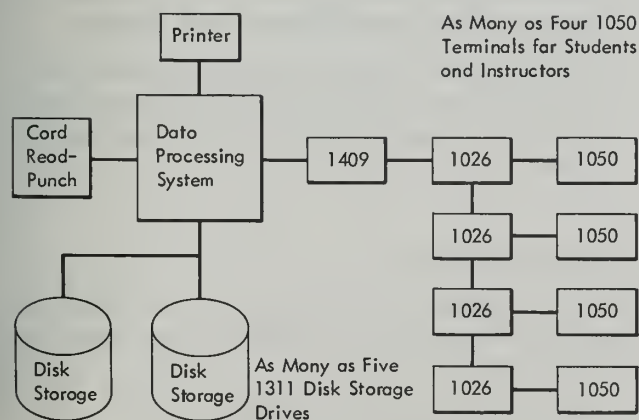 Printer
As Mony os Four 1050
Terminals far Students
ond Instructors
Cord
Reod-
Punch
Dato
Processing
System
1409
1026
1050
1026
1050
1026
1050
1026
1050
Disk
Storage
Disk
Storage
As Mony as Five
1311 Disk Storage
Drives